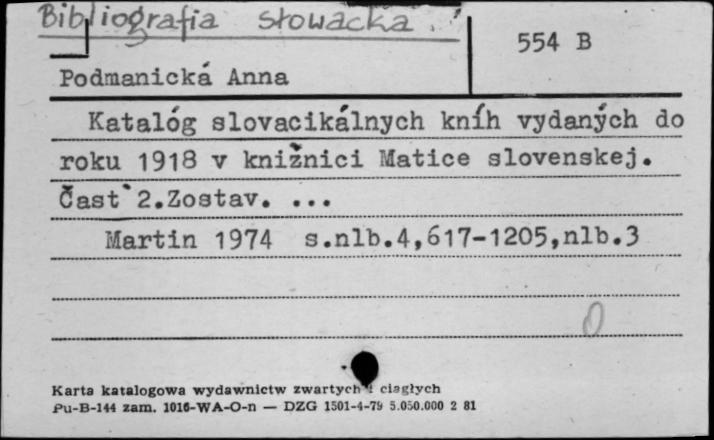 Bibliografia słowacka
554 B
Podmanická Anna
Katalóg slovacikálnych kníh vydaných do
roku 1918 v knižnici Matice slovenskej.
Časť 2.Zostav. ...
Martin 1974 s.nlb.4,617-1205,nlb.3
0
Karta katalogowa wydawnictw zwartych i ciągłych
Pu-B-144 zam. 1016-WA-O-n — DZG 1501-4-79 5.050.000 2 81